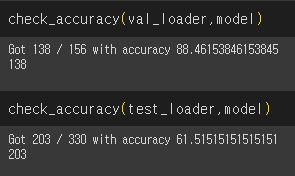 check_accuracy(val_loader,model)
Got 138 / 156 with accuracy 88.46153846153845
138
check_accuracy(test_loader,model)
Got 203 / 330 with accuracy 61.51515151515151
203